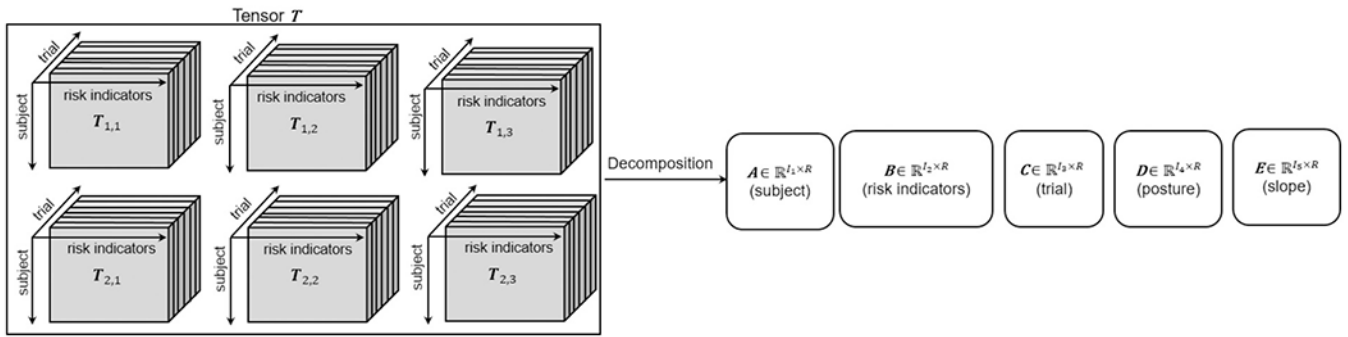 Tensor T
trial
risk indicators
subject
T1,1
trial
risk indicators
subject
T1,2
trial
risk indicators
subject
T1,3
trial
risk indicators
subject
T2,1
trial
risk indicators
subject
T2,2
trial
risk indicators
subject
T2,3
Decomposition
A∈ ℝ^{I₁×R}
(subject)
B∈ ℝ^{I₂×R}
(risk indicators)
C∈ ℝ^{I₃×R}
(trial)
D∈ ℝ^{I₄×R}
(posture)
E∈ ℝ^{I₅×R}
(slope)